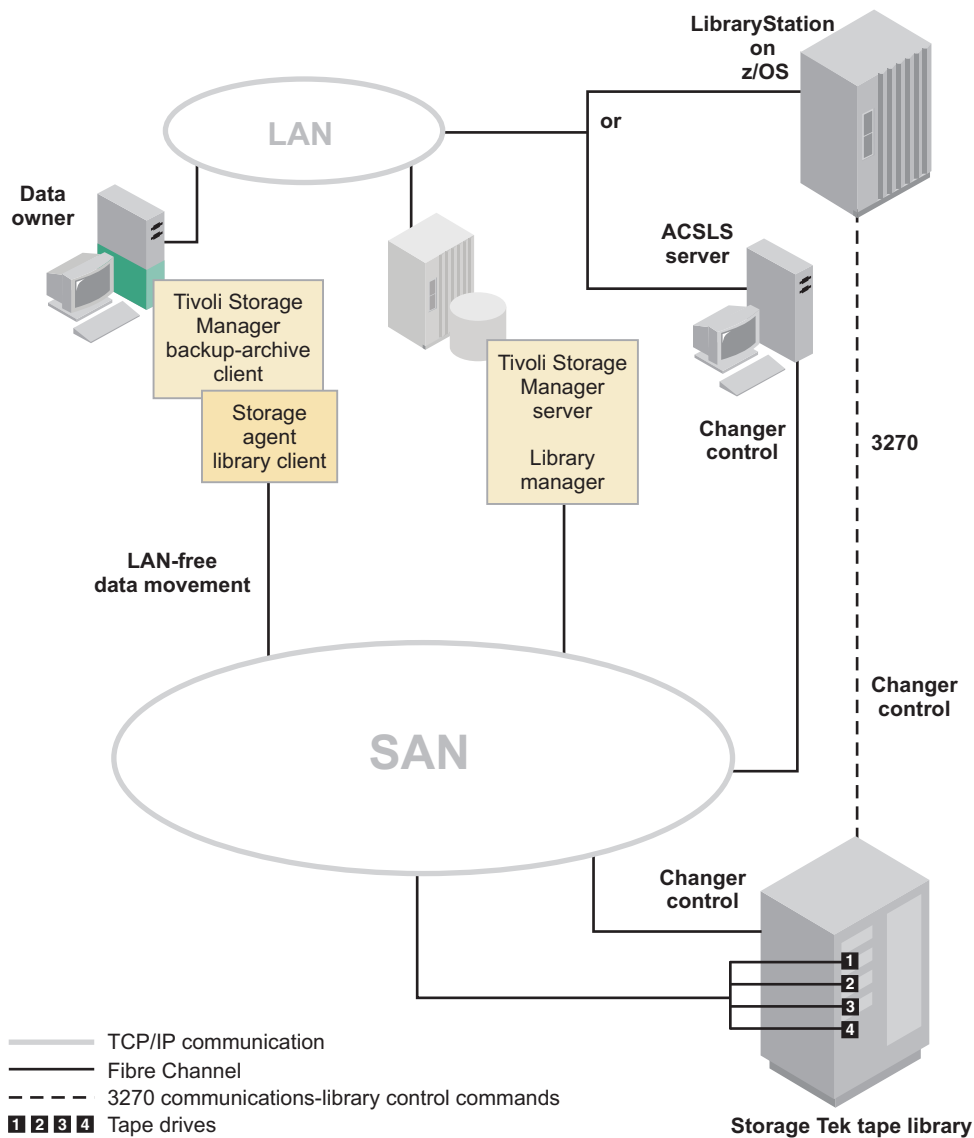 LibraryStation
on
z/OS
LAN
or
Data
owner
ACSLS
server
Tivoli Storage
Manager
backup-archive
client
Storage
agent
library client
Tivoli Storage
Manager
server
Library
manager
Changer
control
3270
LAN-free
data movement
Changer
control
SAN
Changer
control
1
2
3
4
TCP/IP communication
Fibre Channel
3270 communications-library control commands
1 2 3 4 Tape drives
Storage Tek tape library